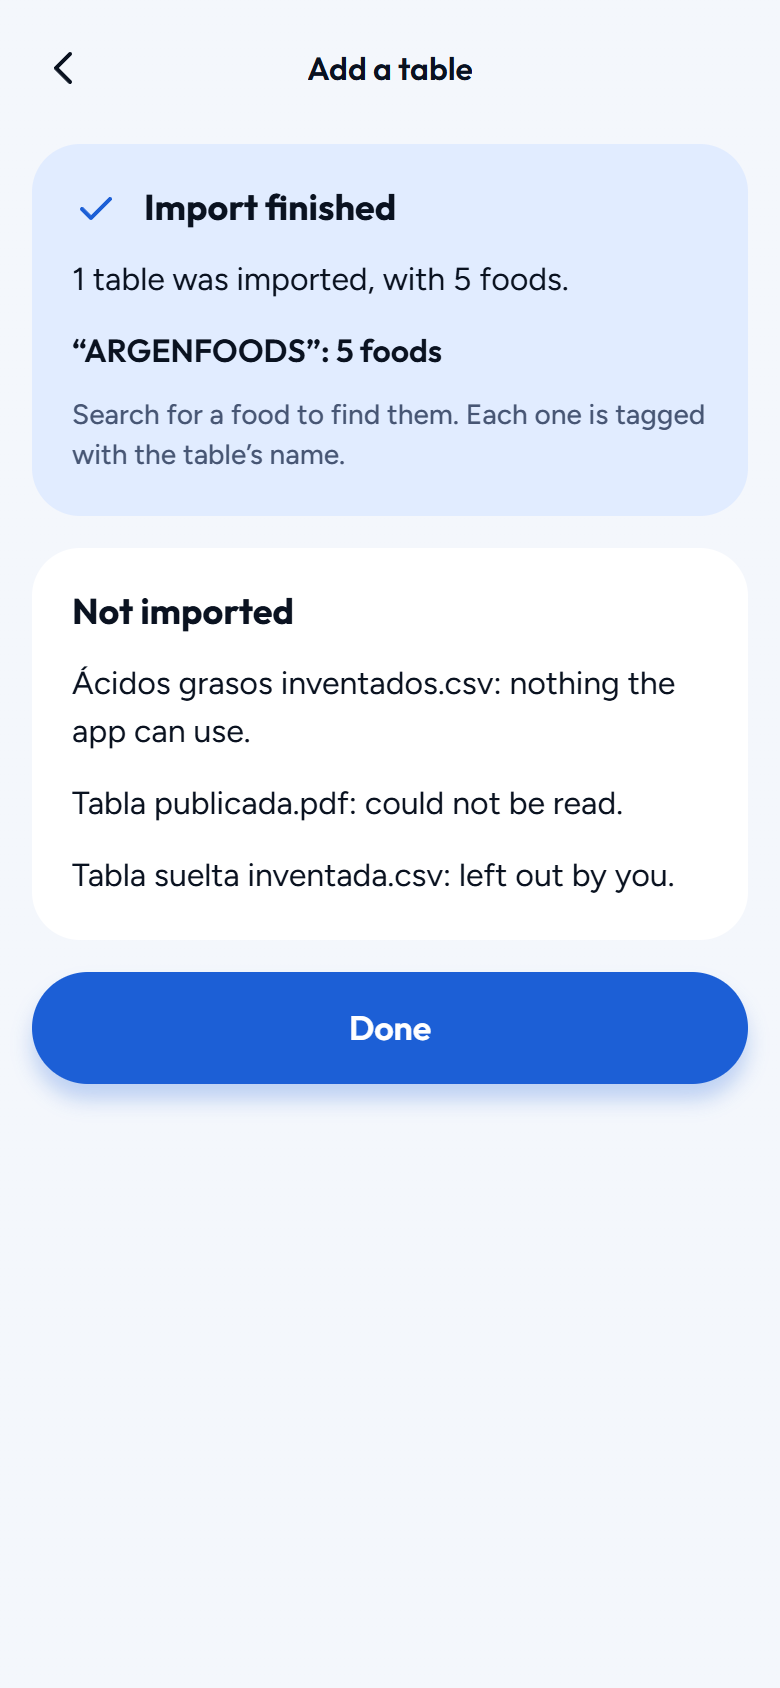 Add a table
Import finished
1 table was imported, with 5 foods.
“ARGENFOODS”: 5 foods
Search for a food to find them. Each one is tagged
with the table’s name.
Not imported
Ácidos grasos inventados.csv: nothing the
app can use.
Tabla publicada.pdf: could not be read.
Tabla suelta inventada.csv: left out by you.
Done